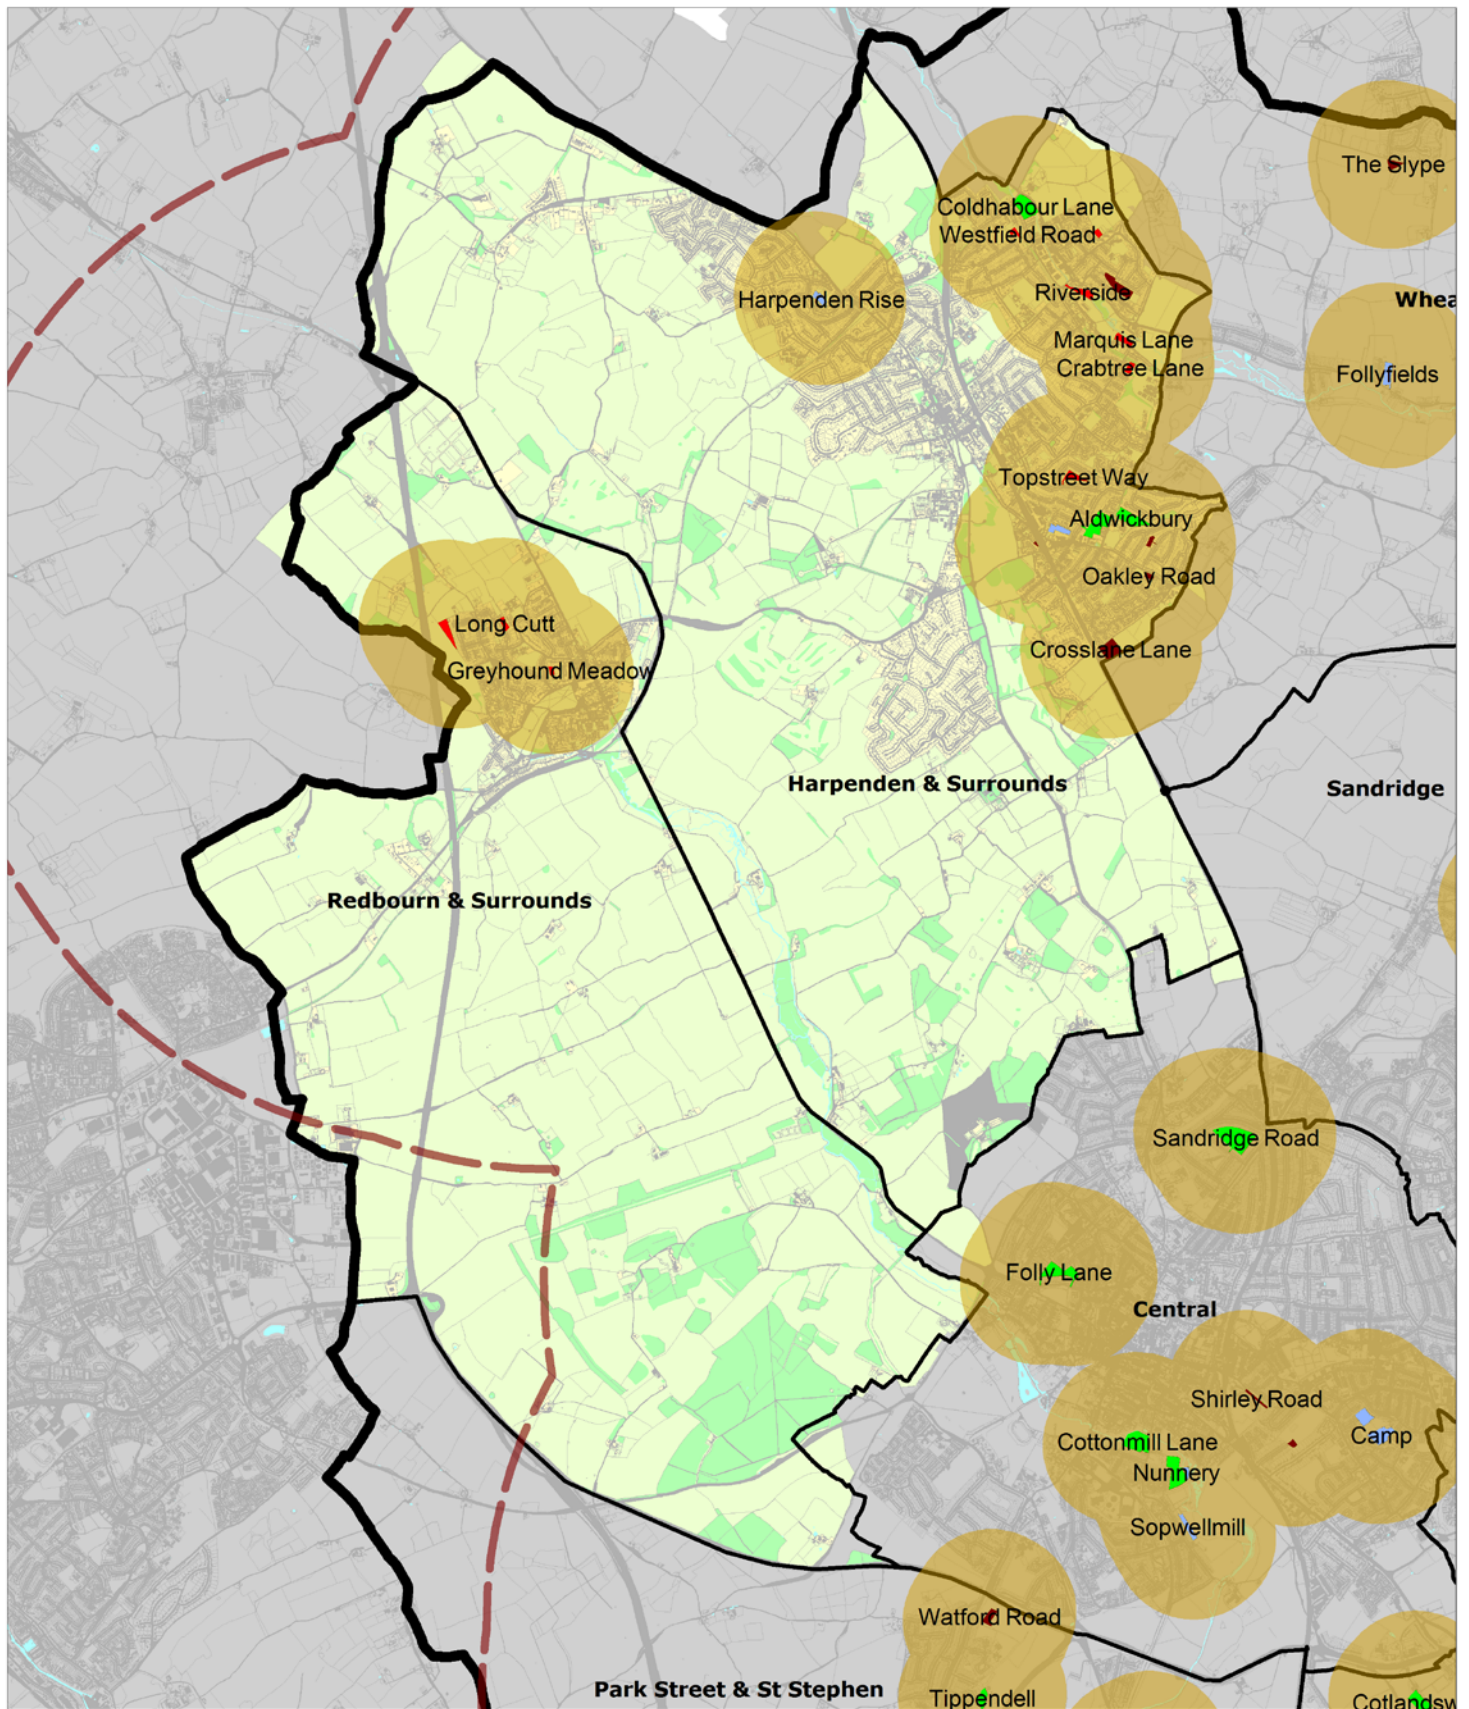 The Slype
Coldhabour Lane
Westfield Road
Riverside
Harpenden Rise
Whea
Marquis Lane
Crabtree Lane
Follyfields
Topstreet Way
Aldwickbury
Oakley Road
Long Cutt
Crosslane Lane
Greyhound Meadow
Harpenden & Surrounds
Sandridge
Redbourn & Surrounds
Sandridge Road
Folly Lane
Central
Shirley Road
Cottonmill Lane
Camp
Nunnery
Sopwellmill
Watford Road
Park Street & St Stephen
Tippendell
Cotlandsw